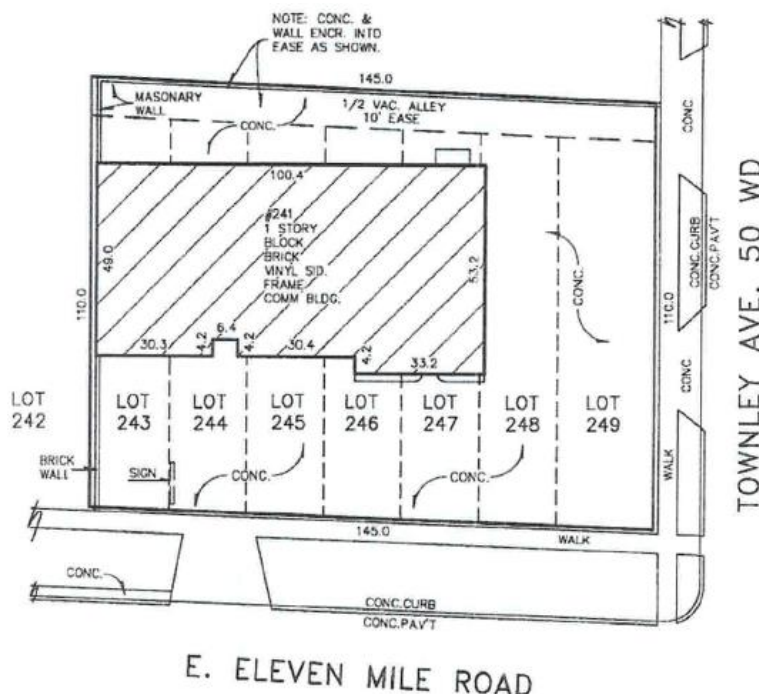 NOTE: CONC. &
WALL ENCR. INTO
EASE AS SHOWN.
145.0
MASONARY
WALL
1/2 VAC. ALLEY
10' EASE
CONC.
100.4
#241
1 STORY
BLOCK
BRICK
VINYL SID.
FRAME
COMM BLDG.
49.0
53.2
110.0
6.4
30.3
4.2
4.2
30.4
4.2
33.2
CONC.
110.0
CONC
CONC.CURB
CONC.PAV'T
CONC
WALK
TOWNLEY AVE. 50 WD
LOT
242
LOT
243
LOT
244
LOT
245
LOT
246
LOT
247
LOT
248
LOT
249
BRICK
WALL
SIGN
CONC.
CONC.
145.0
WALK
CONC.
CONC.CURB
CONC.PAV'T
E. ELEVEN MILE ROAD